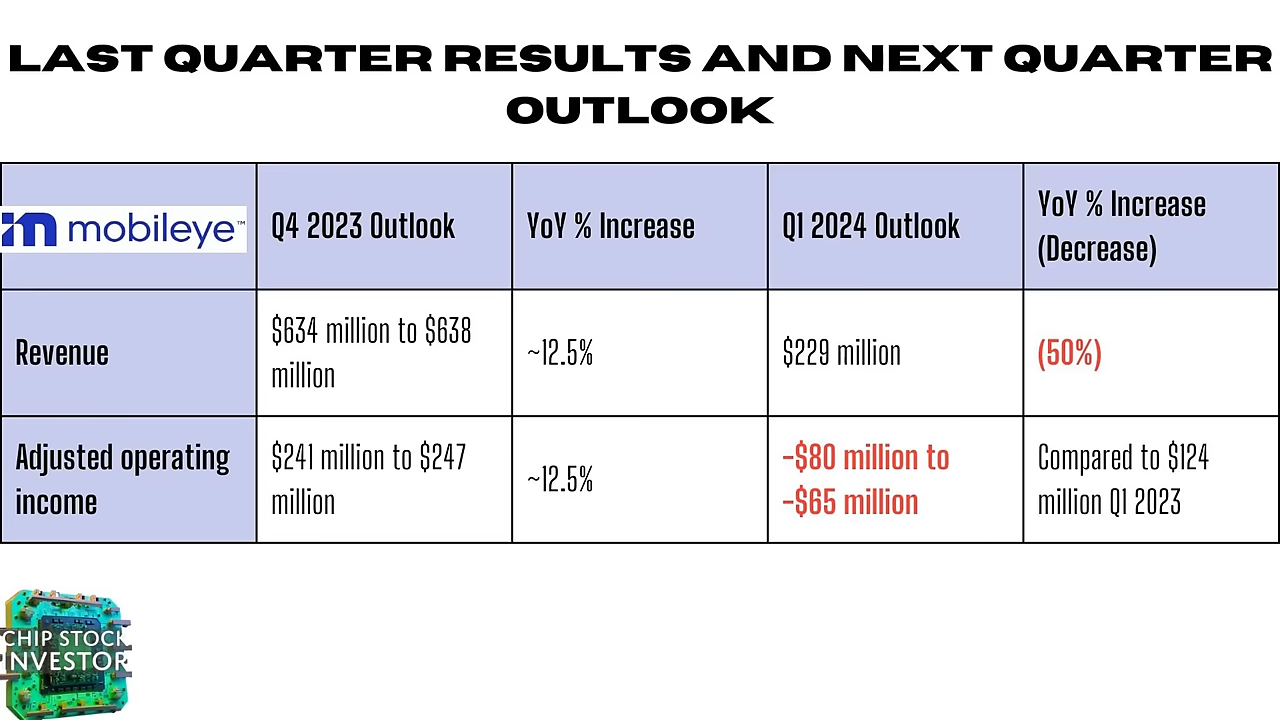 LAST QUARTER RESULTS AND NEXT QUARTER
OUTLOOK
mobileye™
Q4 2023 Outlook
YoY % Increase
Q1 2024 Outlook
YoY % Increase
(Decrease)
Revenue
$634 million to $638
million
~12.5%
$229 million
(50%)
Adjusted operating
income
$241 million to $247
million
~12.5%
-$80 million to
-$65 million
Compared to $124
million Q1 2023
CHIP STOCK
INVESTOR